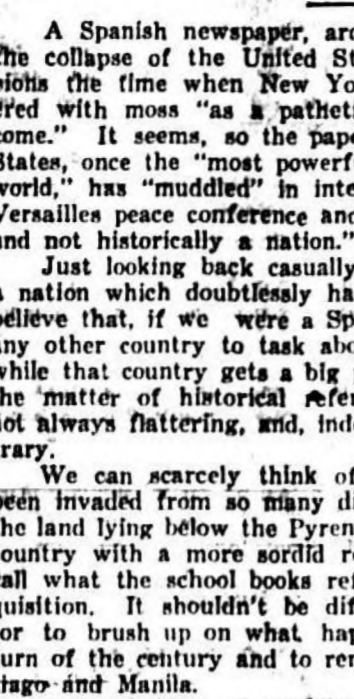 A Spanish newspaper, arc
the collapse of the United St
pions the time when New Yo
ered with moss "as a pathet
come." It seems, so the pape
States, once the "most powerf
world," has "muddled" in inte
Versailles peace conference and
and not historically a nation."
Just looking back casually
a nation which doubtlessly ha
believe that, if we were a Sp
any other country to task abo
while that country gets a big
the matter of historical refer
not always flattering, and, inde
rary.
We can scarcely think of
been invaded from so many di
the land lying below the Pyren
country with a more sordid re
call what the school books ref
quisition. It shouldn't be dif
or to brush up on what hap
turn of the century and to rem
tiago and Manila.